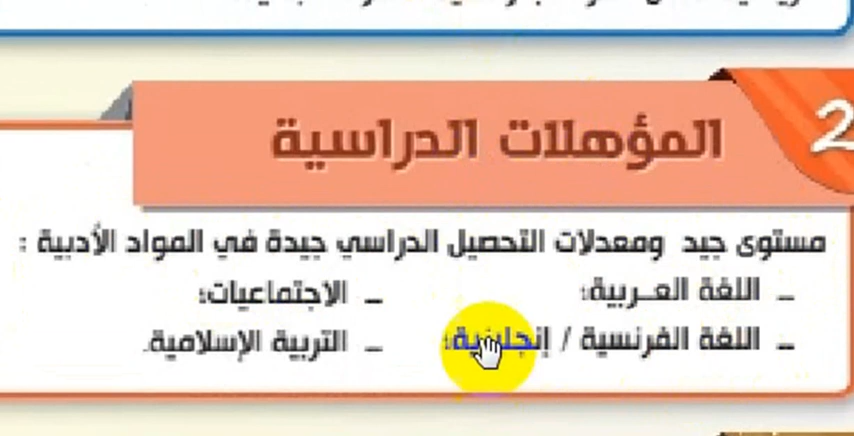 2
المؤهلات الدراسية
مستوى جيد ومعدلات التحصيل الدراسي جيدة في المواد الأدبية :
– اللغة العـربية؛
– الاجتماعيات؛
– اللغة الفرنسية / إنجليزية؛
– التربية الإسلامية.